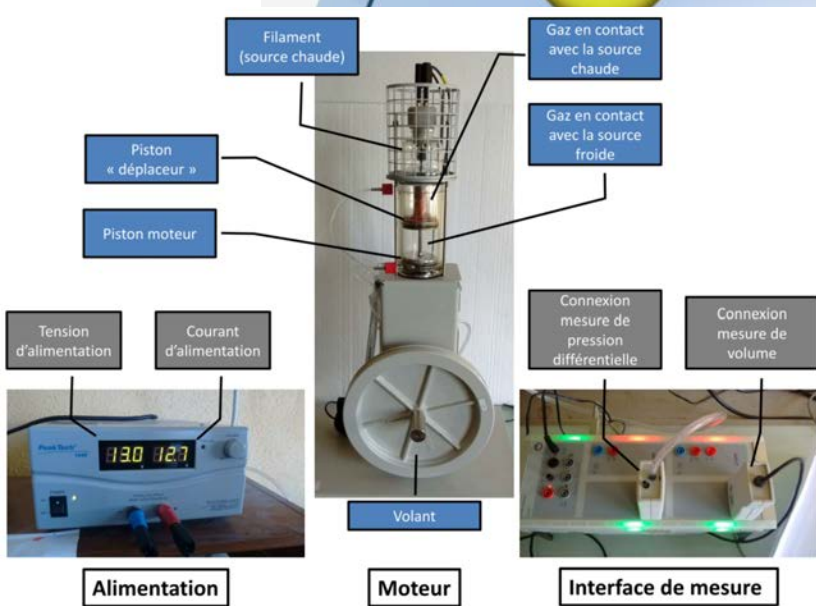 Filament
(source chaude)
Gaz en contact
avec la source
chaude
Gaz en contact
avec la source
froide
Piston
« déplaceur »
Piston moteur
Tension
d'alimentation
Courant
d'alimentation
Connexion
mesure de
pression
différentielle
Connexion
mesure de
volume
PeakTech
13.0 12.7
Volant
Alimentation
Moteur
Interface de mesure